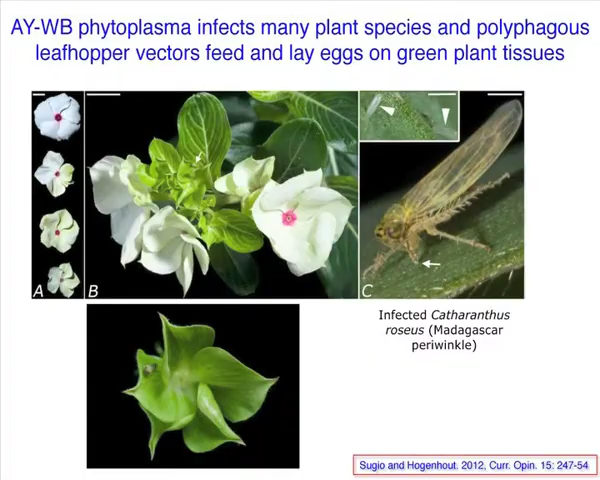 AY-WB phytoplasma infects many plant species and polyphagous
leafhopper vectors feed and lay eggs on green plant tissues
A
B
C
Infected Catharanthus
roseus (Madagascar
periwinkle)
Sugio and Hogenhout. 2012, Curr. Opin. 15: 247-54